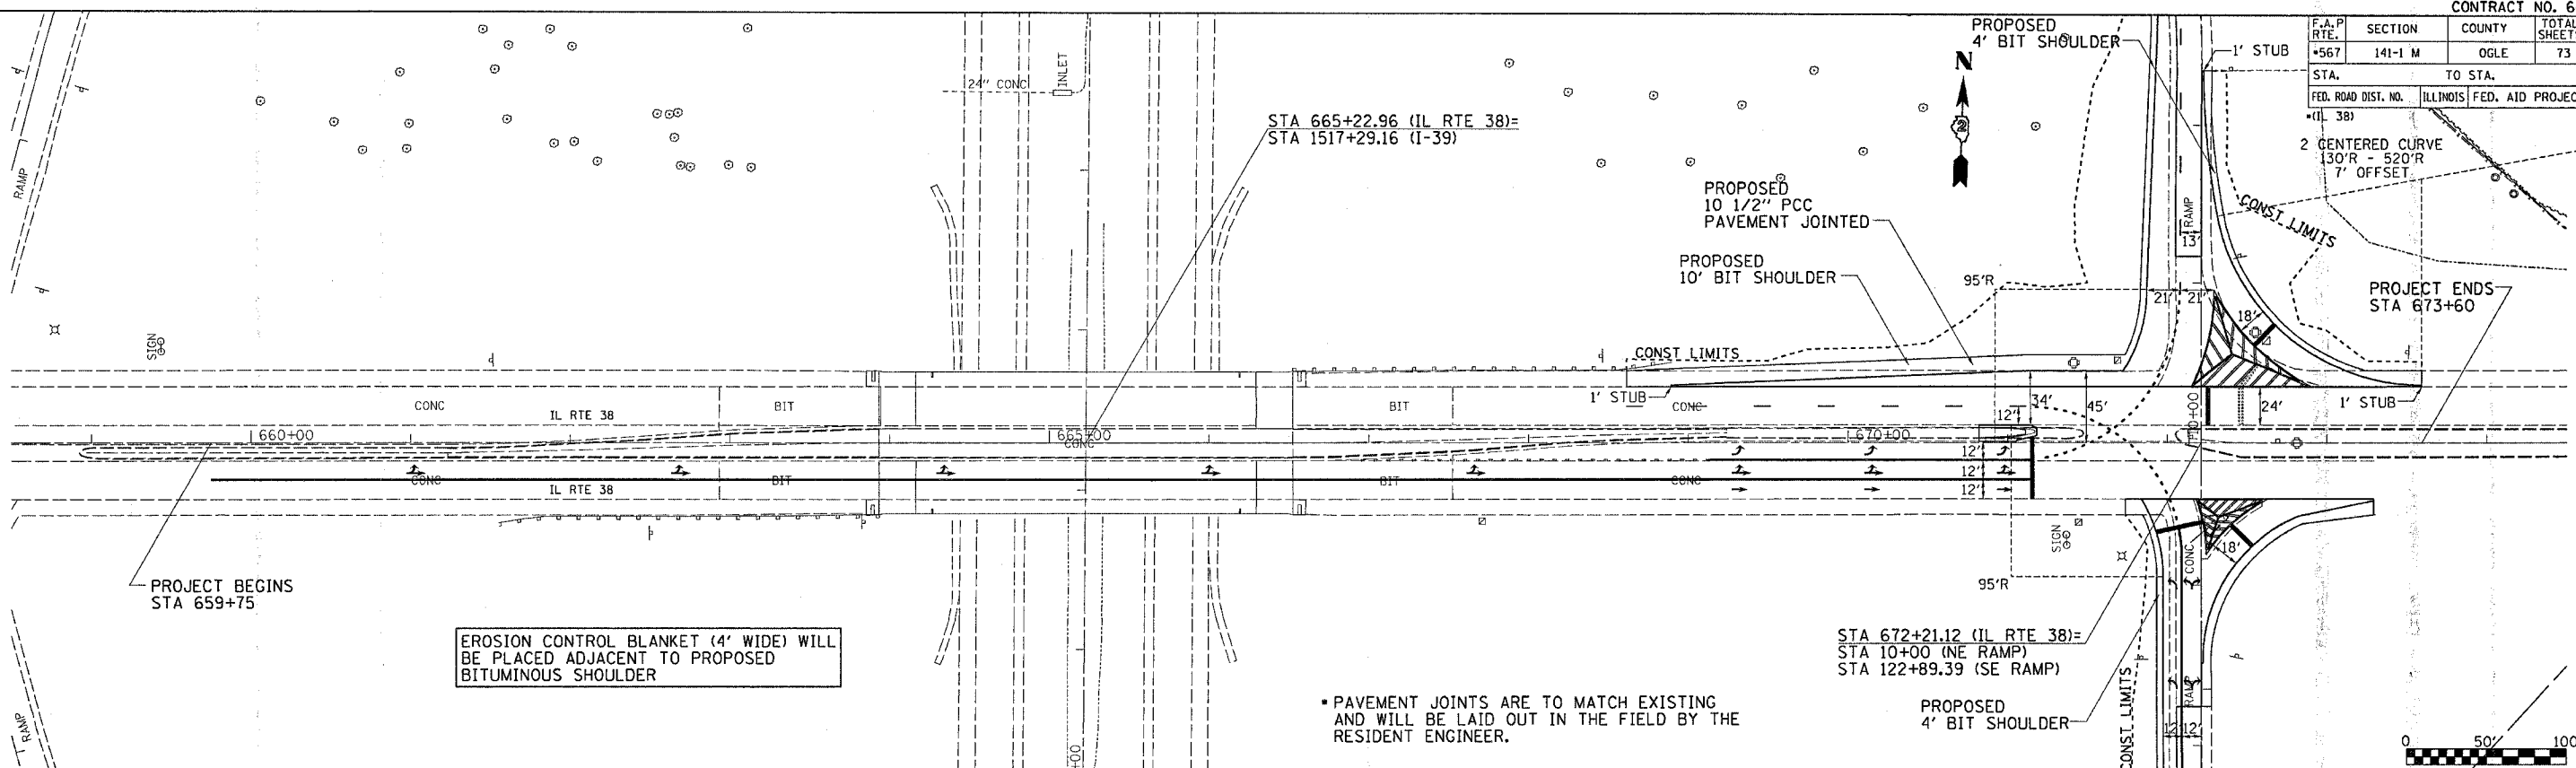 CONTRACT NO. 6
F.A.P. RTE. SECTION COUNTY TOTAL SHEET
*567 141-1 M OGLE 73
STA. TO STA.
FED. ROAD DIST. NO. ILLINOIS FED. AID PROJEC
*(IL 38)
PROPOSED
4' BIT SHOULDER
1' STUB
N
2
2 CENTERED CURVE
130'R - 520'R
7' OFFSET
CONST LIMITS
RAMP
13'
24" CONC
INLET
RAMP
STA 665+22.96 (IL RTE 38)=
STA 1517+29.16 (I-39)
PROPOSED
10 1/2" PCC
PAVEMENT JOINTED
PROPOSED
10' BIT SHOULDER
95'R
21'
21'
18'
PROJECT ENDS
STA 673+60
SIGN
CONST LIMITS
1' STUB
CONC
IL RTE 38
BIT
BIT
CONC
12'
34'
45'
24'
1' STUB
660+00
665+00
CONC
670+00
10+00
12'
12'
12'
CONC
IL RTE 38
BIT
BIT
CONC
SIGN
CONC
18'
95'R
PROJECT BEGINS
STA 659+75
EROSION CONTROL BLANKET (4' WIDE) WILL
BE PLACED ADJACENT TO PROPOSED
BITUMINOUS SHOULDER
STA 672+21.12 (IL RTE 38)=
STA 10+00 (NE RAMP)
STA 122+89.39 (SE RAMP)
* PAVEMENT JOINTS ARE TO MATCH EXISTING
AND WILL BE LAID OUT IN THE FIELD BY THE
RESIDENT ENGINEER.
PROPOSED
4' BIT SHOULDER
CONST LIMITS
RAMP
12'
12'
RAMP
+00
0 50' 100